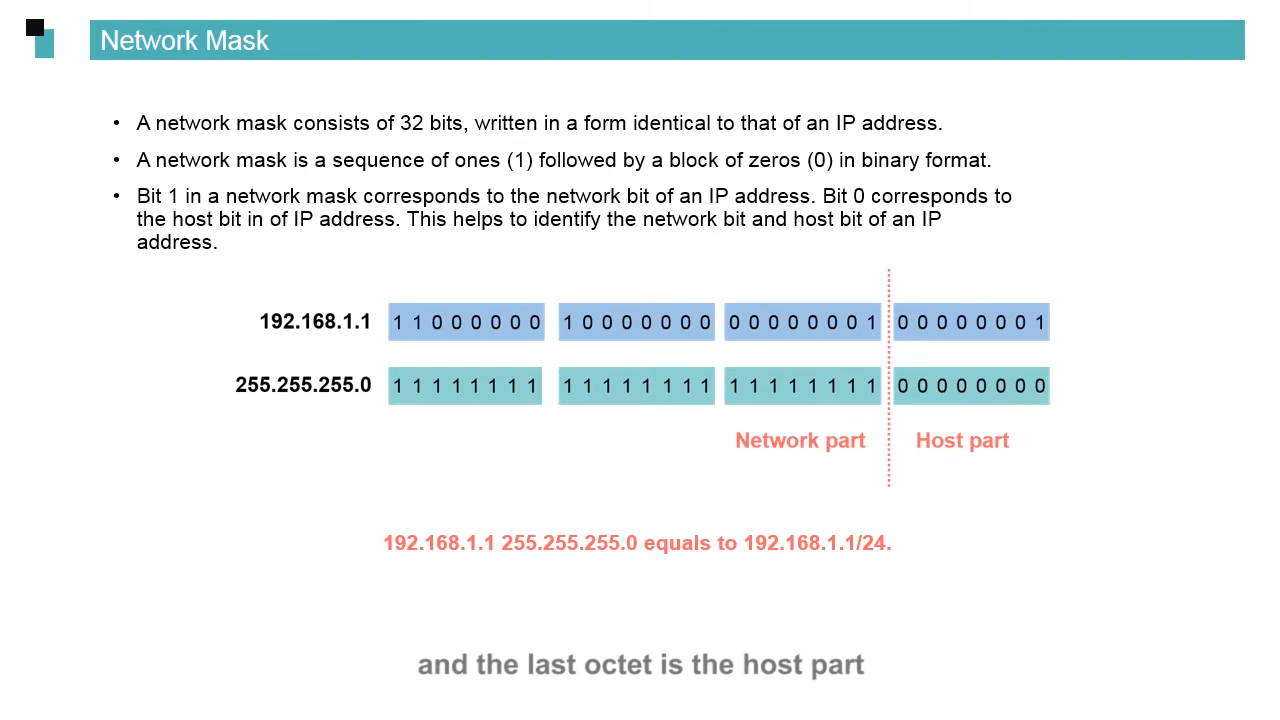 Network Mask
• A network mask consists of 32 bits, written in a form identical to that of an IP address.
• A network mask is a sequence of ones (1) followed by a block of zeros (0) in binary format.
• Bit 1 in a network mask corresponds to the network bit of an IP address. Bit 0 corresponds to
the host bit in of IP address. This helps to identify the network bit and host bit of an IP
address.
192.168.1.1 1 1 0 0 0 0 0 0 1 0 0 0 0 0 0 0 0 0 0 0 0 0 0 1 0 0 0 0 0 0 0 1
255.255.255.0 1 1 1 1 1 1 1 1 1 1 1 1 1 1 1 1 1 1 1 1 1 1 1 1 0 0 0 0 0 0 0 0
Network part Host part
192.168.1.1 255.255.255.0 equals to 192.168.1.1/24.
and the last octet is the host part